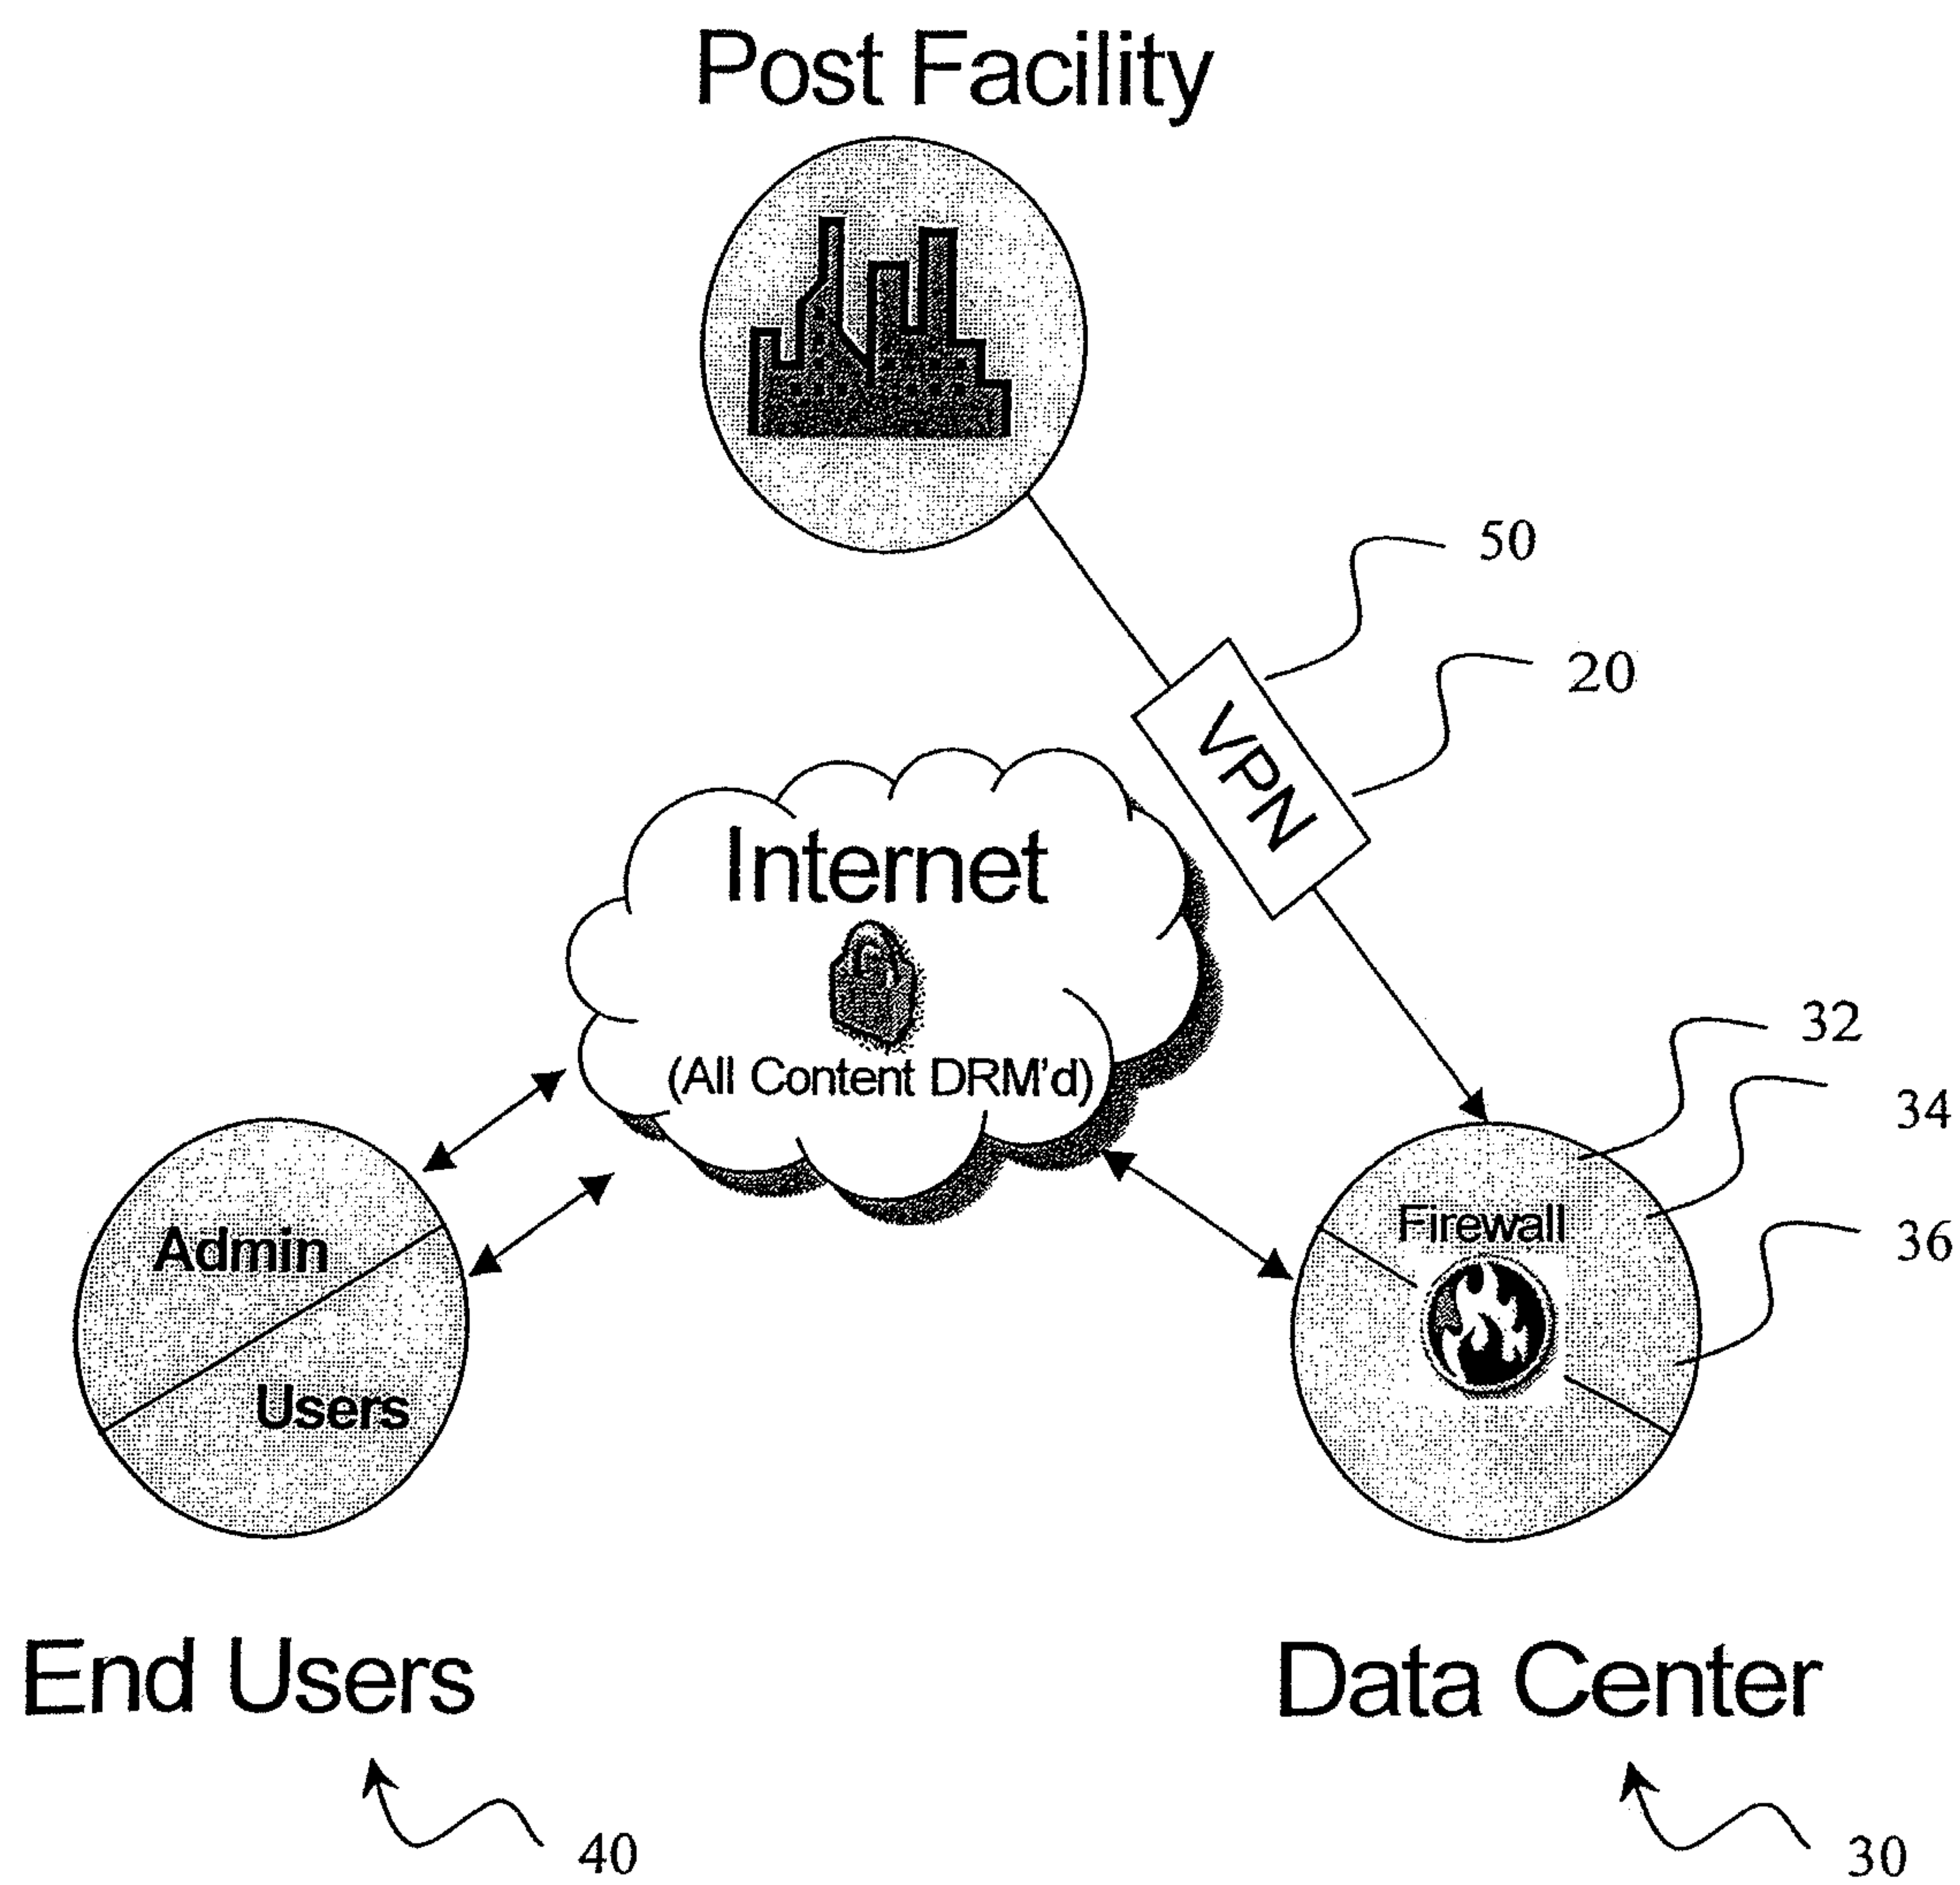 Post Facility
50
20
VPN
Internet
(All Content DRM'd)
32
34
Firewall
36
Admin
Users
End Users
Data Center
40
30